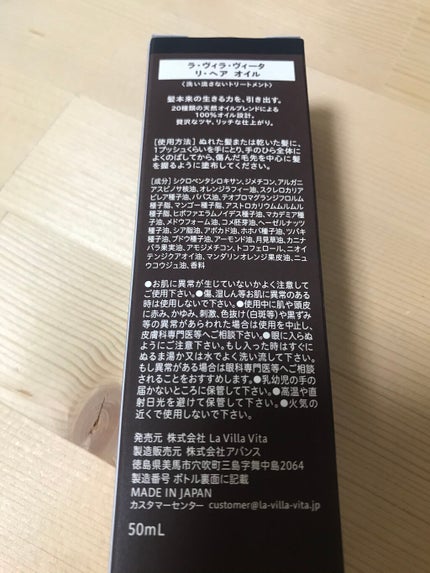 ラ・ヴィラ・ヴィータ
リ・ヘア オイル
〈洗い流さないトリートメント〉
髪本来の生きる力を、引き出す。
20種類の天然オイルブレンドによる
100%オイル設計。
贅沢なツヤ、リッチな仕上がり。
[使用方法] ぬれた髪または乾いた髪に、
1プッシュくらいを手にとり、手のひら全体に
よくのばしてから、傷んだ毛先を中心に髪
を握るように塗布してください。
[成分] シクロペンタシロキサン、ジメチコン、アルガニ
アスピノサ核油、オレンジラフィー油、スクレロカリア
ビレア種子油、ババス油、テオブロマグランジフロルム
種子脂、マンゴー種子脂、アストロカリウムムルムル
種子脂、ヒポファエラムノイデス種子油、マカデミア種
子油、メドウフォーム油、コメ胚芽油、ヘーゼルナッツ
種子油、シア脂油、アボカド油、ホホバ種子油、ツバキ
種子油、ブドウ種子油、アーモンド油、月見草油、カニナ
バラ果実油、アモジメチコン、トコフェロール、ニオイ
テンジクアオイ油、マンダリンオレンジ果皮油、ニュ
ウコウジュ油、香料
●お肌に異常が生じていないかよく注意して
ご使用下さい。●傷、湿しん等お肌に異常のある
時は使用しないで下さい。●使用中に肌や頭皮
に赤み、かゆみ、刺激、色抜け(白斑等)や黒ずみ
等の異常があらわれた場合は使用を中止し、
皮膚科専門医等へご相談下さい。●眼に入らぬ
ようにご注意下さい。もし入った時はすぐに
ぬるま湯か又は水でよく洗い流して下さい。
もし異常がある場合は眼科専門医等へご相談
されることをおすすめします。●乳幼児の手の
届かないところに保管して下さい。●高温や直
射日光を避けて保管して下さい。●火気の
近くで使用しないで下さい。
発売元 株式会社 La Villa Vita
製造販売元 株式会社アバンス
徳島県美馬市穴吹町三島字舞中島2064
製造番号 ボトル裏面に記載
MADE IN JAPAN
カスタマーセンター customer@la-villa-vita.jp
50mL